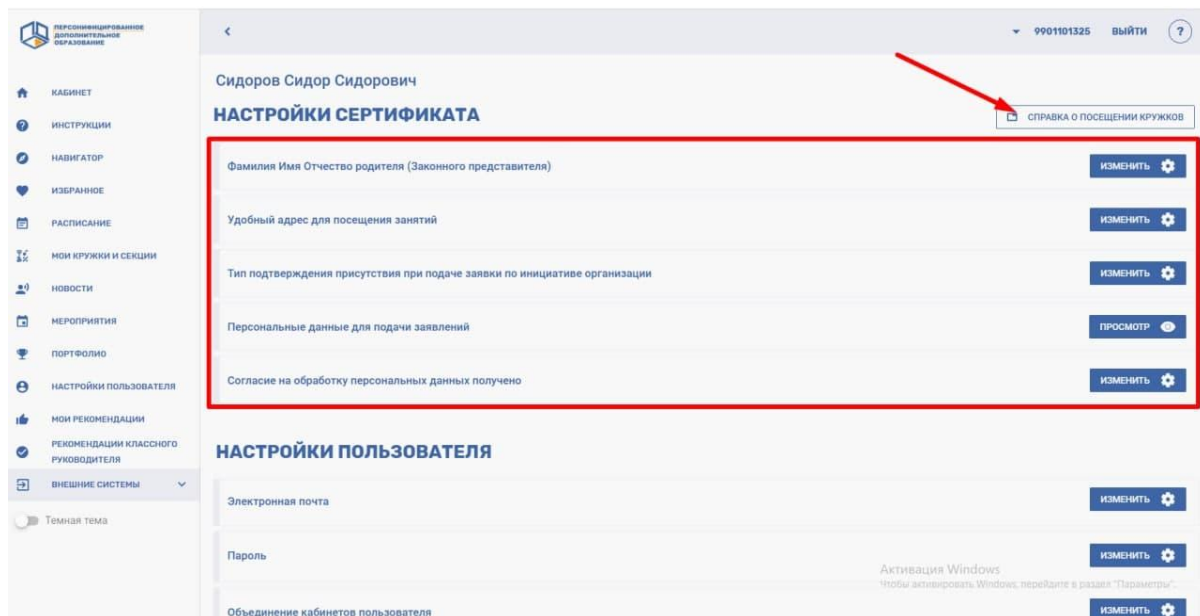 ПЕРСОНИФИЦИРОВАННОЕ
ДОПОЛНИТЕЛЬНОЕ
ОБРАЗОВАНИЕ
9901101325
ВЫЙТИ
?
КАБИНЕТ
ИНСТРУКЦИИ
НАВИГАТОР
ИЗБРАННОЕ
РАСПИСАНИЕ
МОИ КРУЖКИ И СЕКЦИИ
НОВОСТИ
МЕРОПРИЯТИЯ
ПОРТФОЛИО
НАСТРОЙКИ ПОЛЬЗОВАТЕЛЯ
МОИ РЕКОМЕНДАЦИИ
РЕКОМЕНДАЦИИ КЛАССНОГО
РУКОВОДИТЕЛЯ
ВНЕШНИЕ СИСТЕМЫ
Темная тема
Сидоров Сидор Сидорович
НАСТРОЙКИ СЕРТИФИКАТА
СПРАВКА О ПОСЕЩЕНИИ КРУЖКОВ
Фамилия Имя Отчество родителя (Законного представителя)
ИЗМЕНИТЬ
Удобный адрес для посещения занятий
ИЗМЕНИТЬ
Тип подтверждения присутствия при подаче заявки по инициативе организации
ИЗМЕНИТЬ
Персональные данные для подачи заявлений
ПРОСМОТР
Согласие на обработку персональных данных получено
ИЗМЕНИТЬ
НАСТРОЙКИ ПОЛЬЗОВАТЕЛЯ
Электронная почта
ИЗМЕНИТЬ
Пароль
ИЗМЕНИТЬ
Активация Windows
Чтобы активировать Windows, перейдите в раздел "Параметры".
Объединение кабинетов пользователя
ИЗМЕНИТЬ